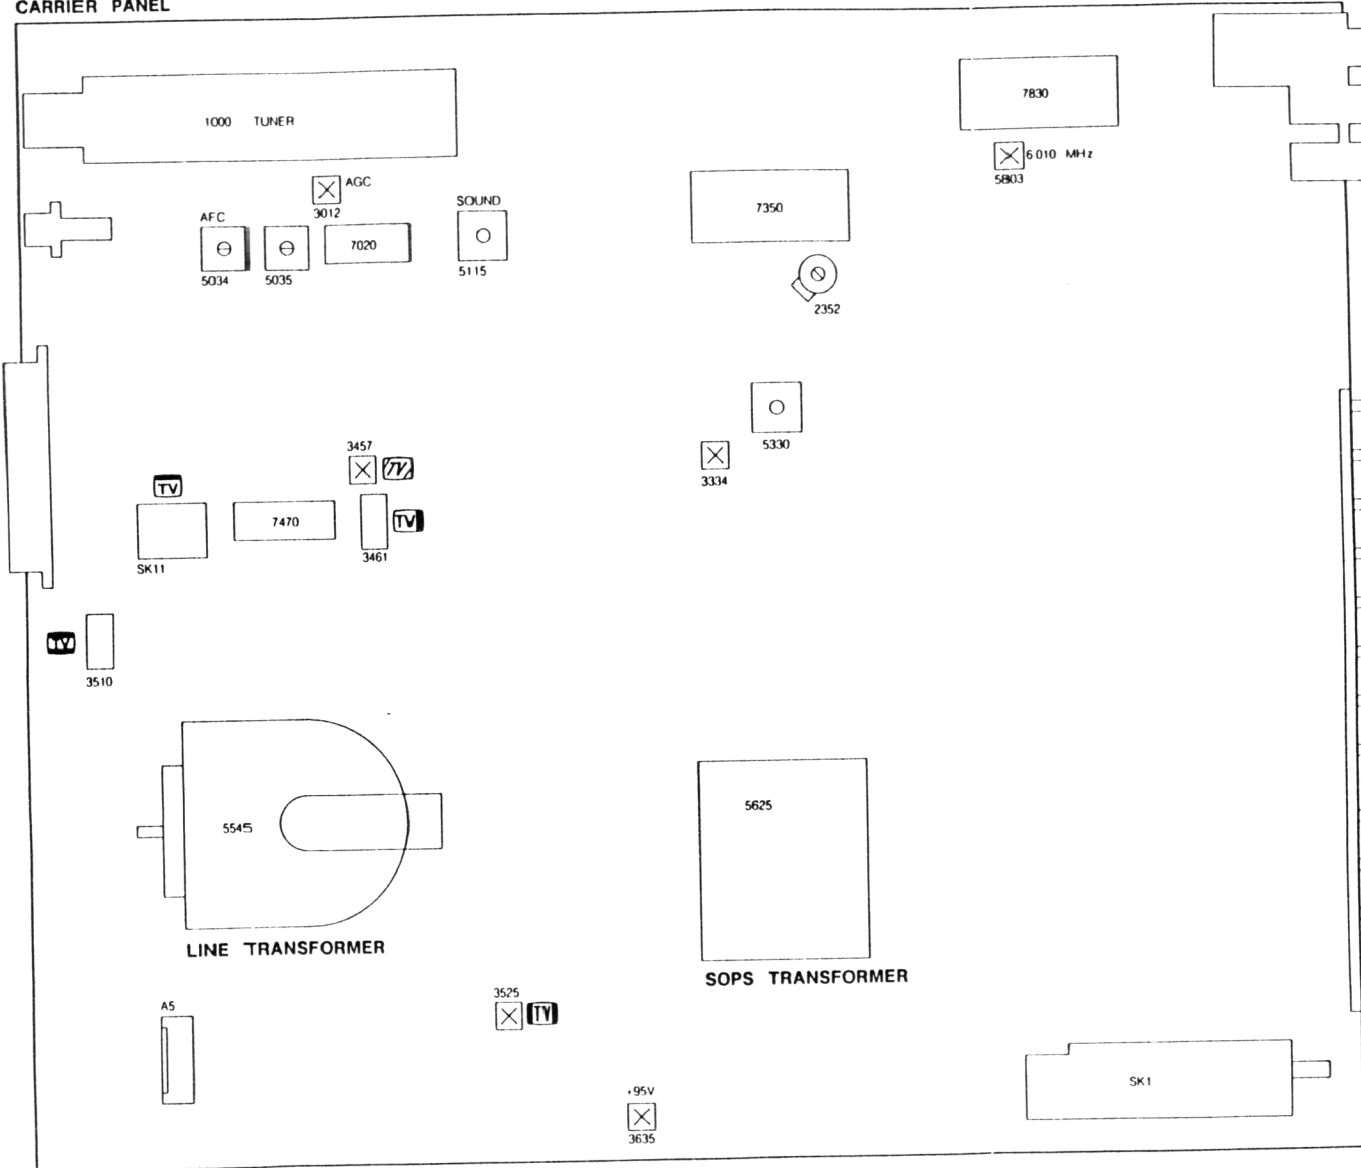 CARRIER PANEL
1000 TUNER
7830
6010 MHz
5803
AGC
3012
SOUND
AFC
7020
5034
5035
5115
7350
2352
5330
3334
3457
TV
TV
7470
TV
3461
SK11
TV
3510
5545
5625
LINE TRANSFORMER
SOPS TRANSFORMER
A5
3525
TV
SK1
+95V
3635